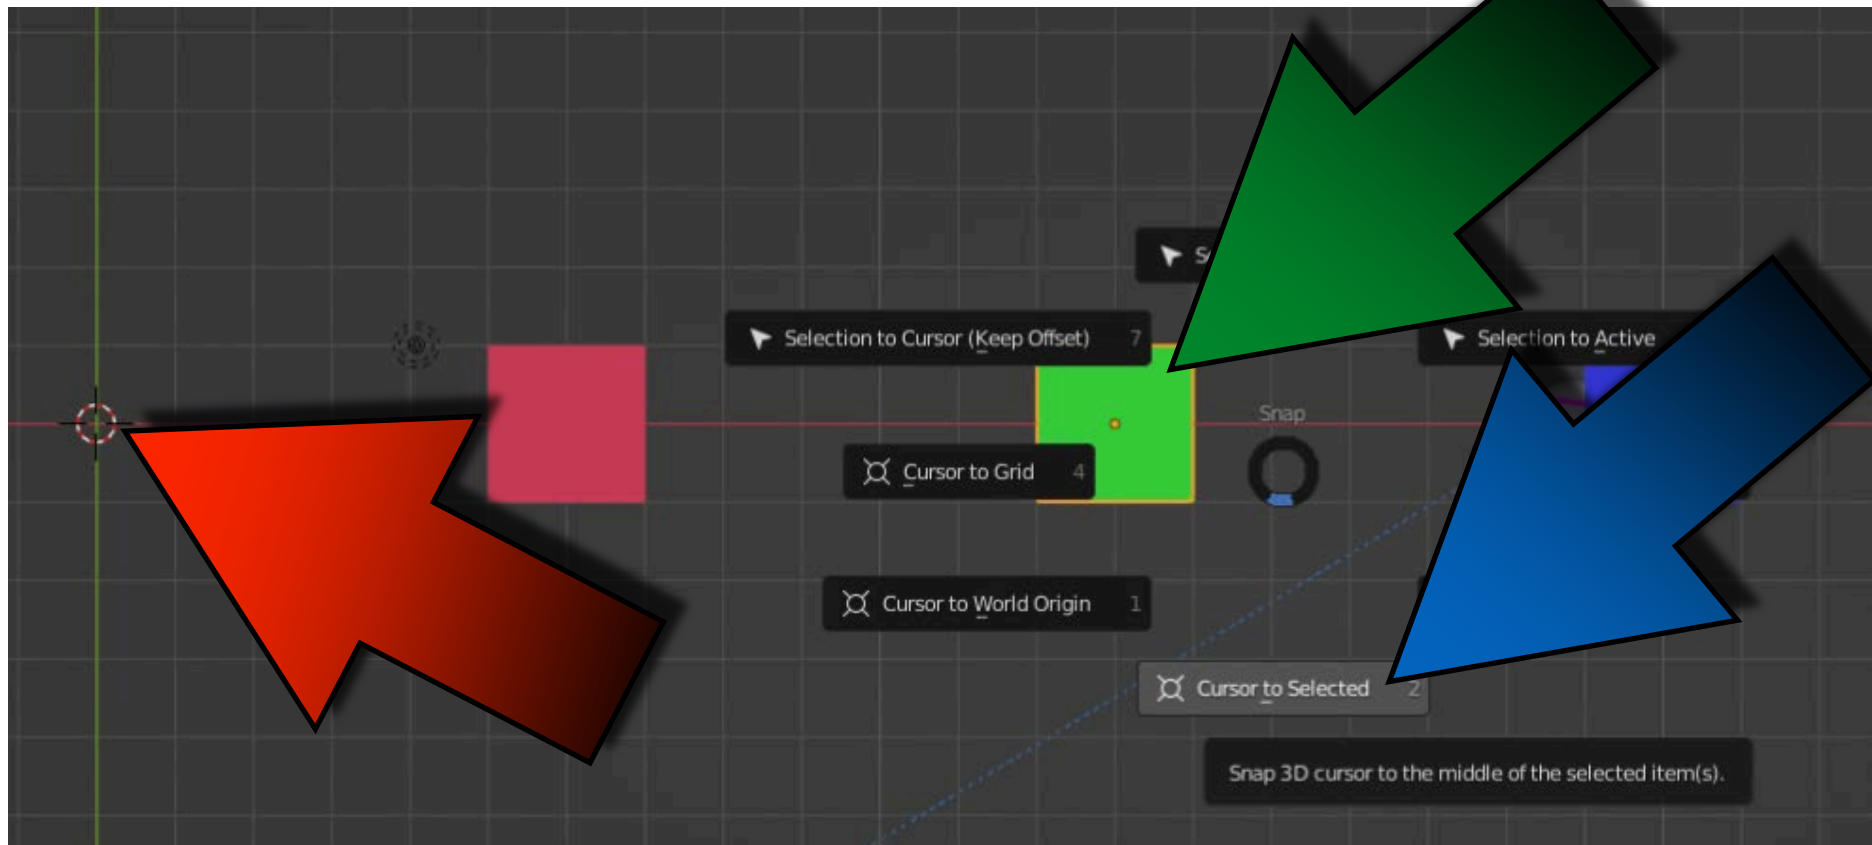 Selection to Cursor (Keep Offset) 7
Selection to Active
Snap
Cursor to Grid 4
Cursor to World Origin 1
Cursor to Selected 2
Snap 3D cursor to the middle of the selected item(s).